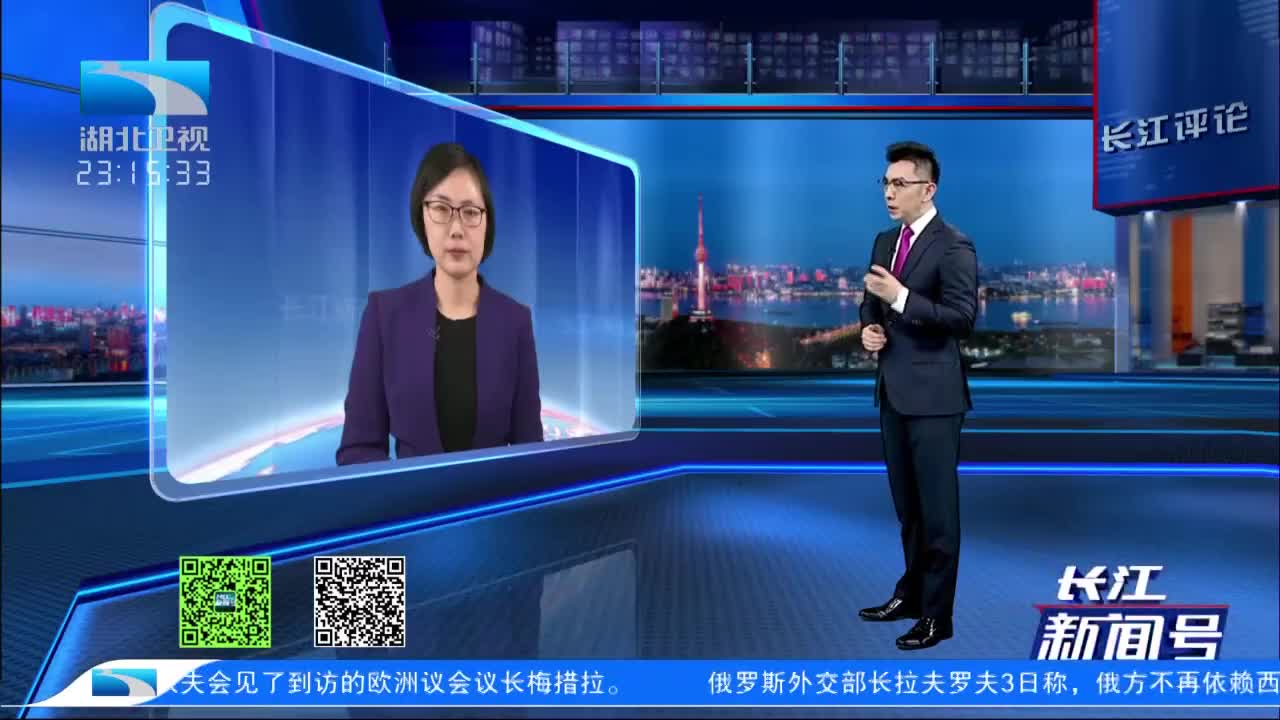 湖北卫视
23:15:33
长江评论
长江
新闻号
夫会见了到访的欧洲议会议长梅措拉。 俄罗斯外交部长拉夫罗夫3日称，俄方不再依赖西